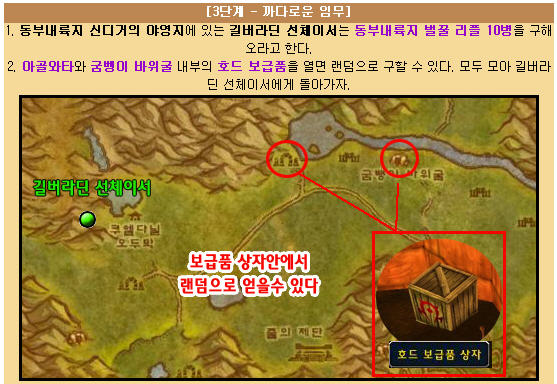 [3단계 - 까다로운 임무]
1. 동부내륙지 신디거의 야영지에 있는 길버라딘 선체이서는 동부내륙지 벌꿀 리플 10병을 구해
오라고 한다.
2. 아골와타와 굼벵이 바위굴 내부의 호드 보급품을 열면 랜덤으로 구할 수 있다. 모두 모아 길버라
딘 선체이서에게 돌아가자.
굼벵이 바위굴
길버라딘 선체이서
쿠엘다닐
오두막
보급품 상자안에서
랜덤으로 얻을수 있다
줄의 제단
호드 보급품 상자